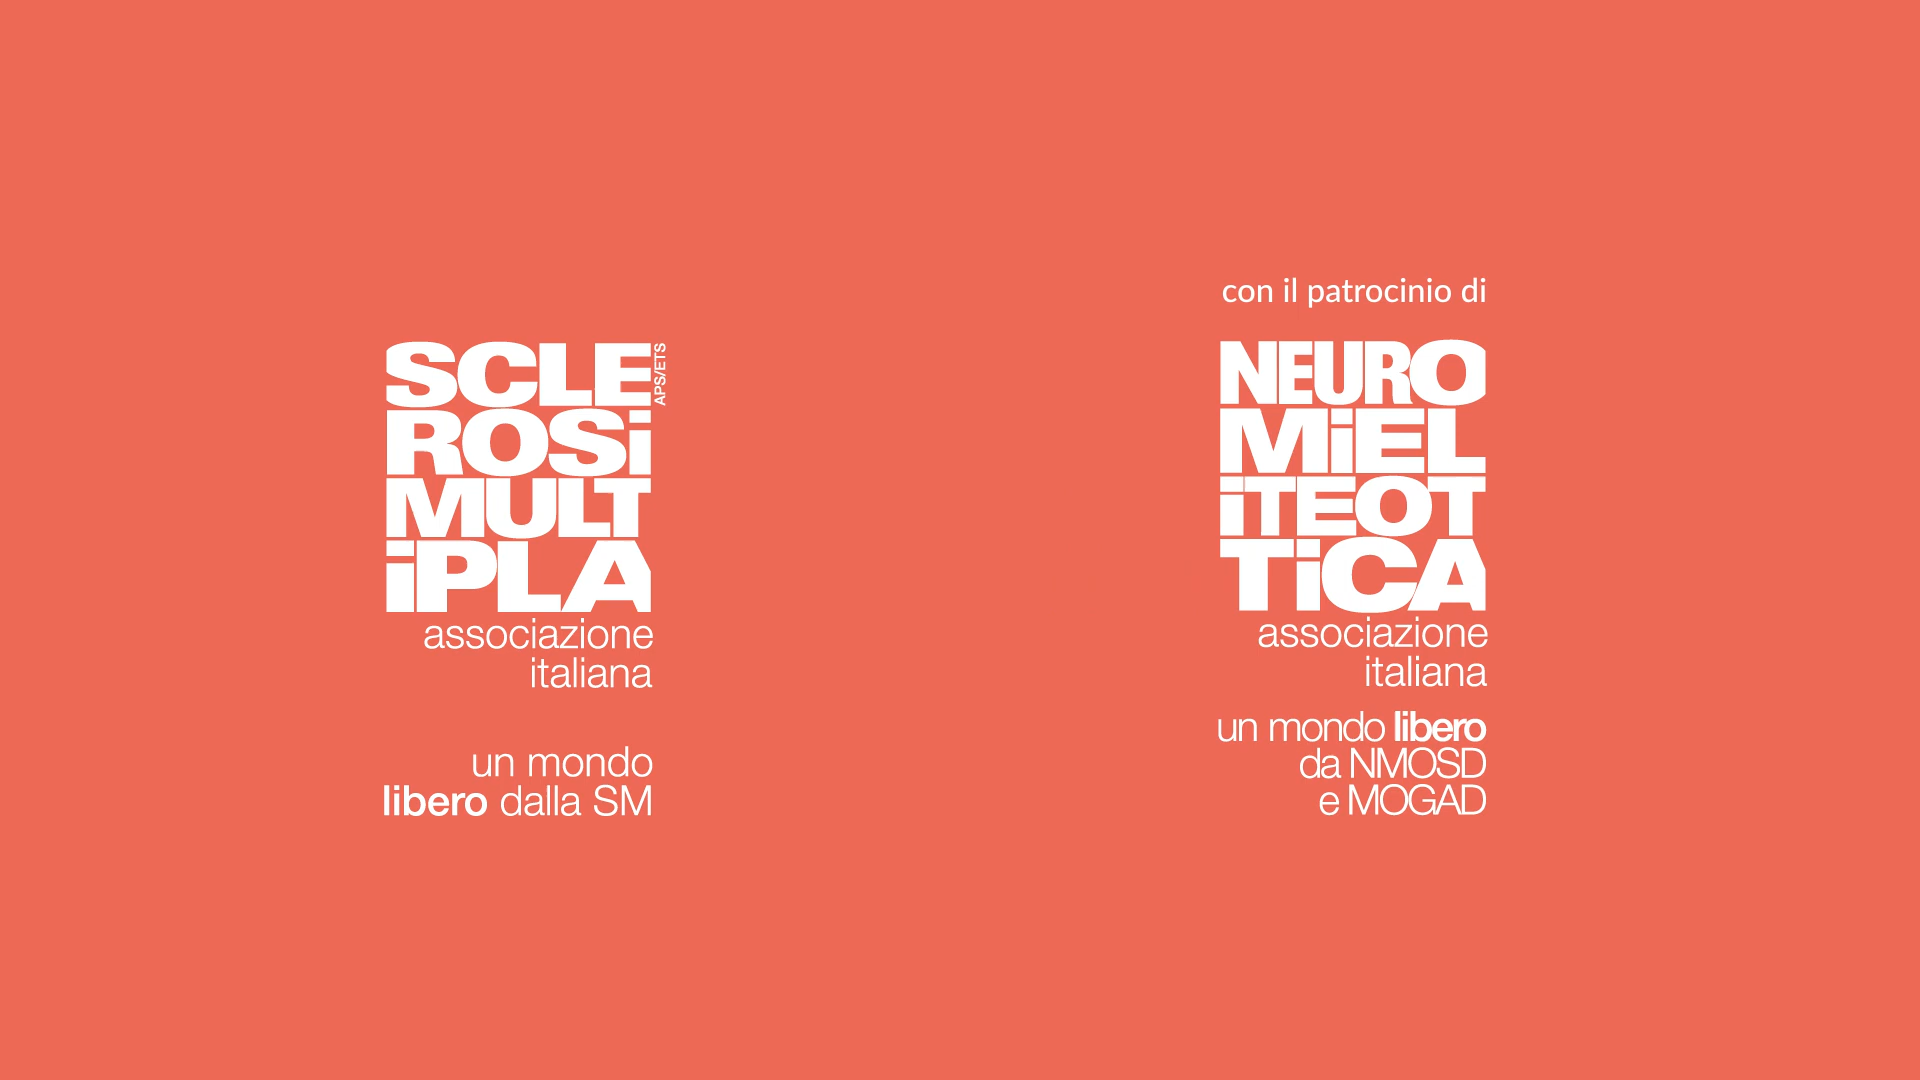 SCLE
ROSi
MULT
iPLA
APS/ETS
associazione
italiana
un mondo
libero dalla SM
con il patrocinio di
NEURO
MiEL
iTEOT
TiCA
associazione
italiana
un mondo libero
da NMOSD
e MOGAD